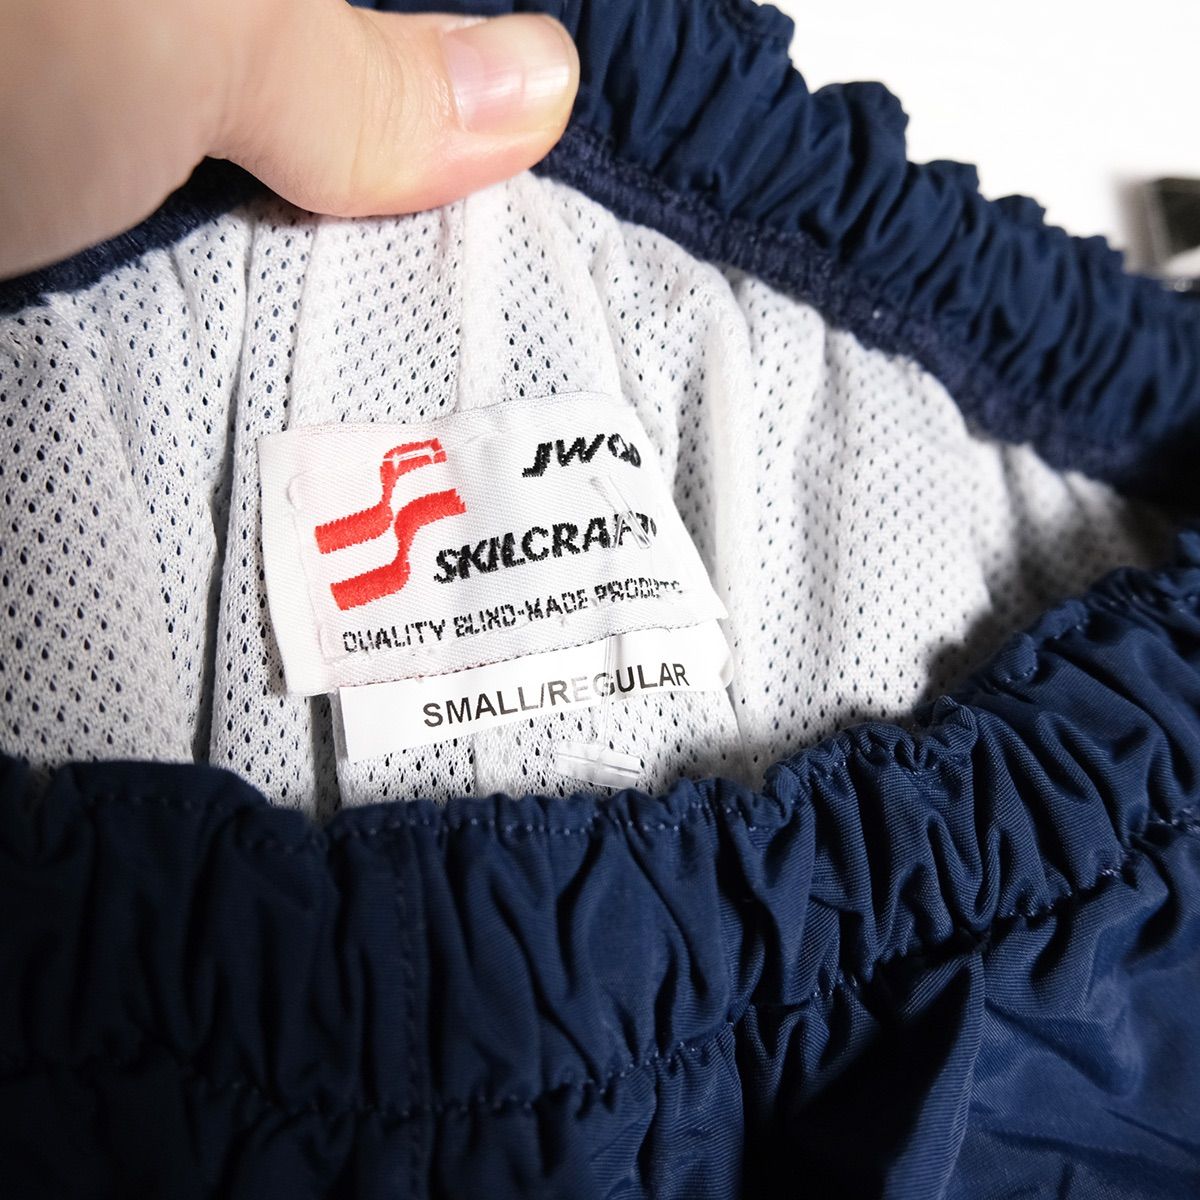 JWOD
SKILCRAFT
QUALITY BLIND-MADE PRODUCTS
SMALL/REGULAR